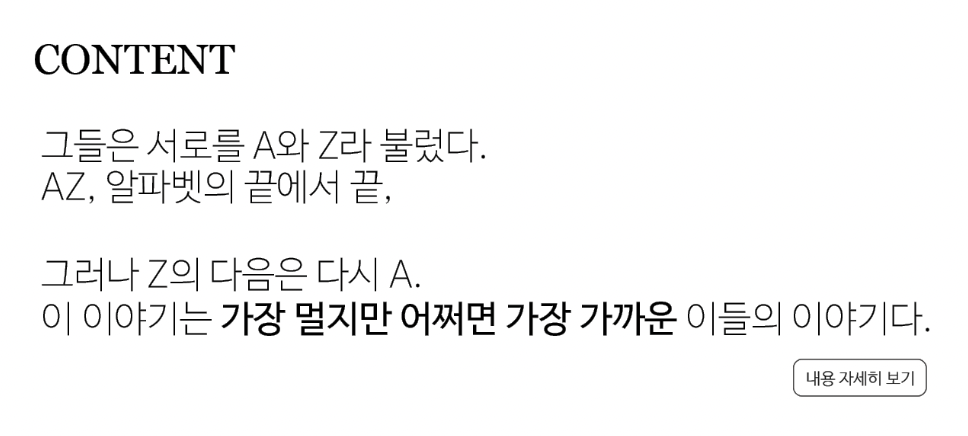 CONTENT
그들은 서로를 A와 Z라 불렀다.
AZ, 알파벳의 끝에서 끝,
그러나 Z의 다음은 다시 A.
이 이야기는 가장 멀지만 어쩌면 가장 가까운 이들의 이야기다.
내용 자세히 보기